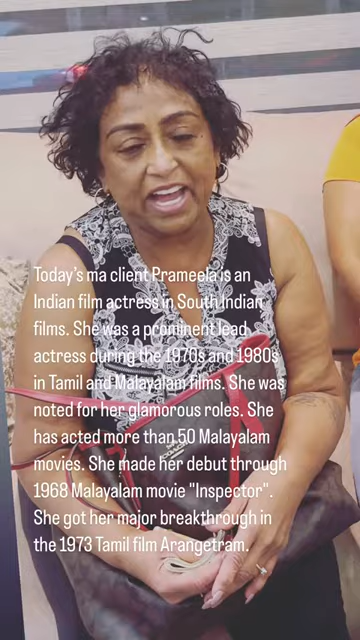 Today's ma client Prameela is an
Indian film actress in South Indian
films. She was a prominent lead
actress during the 1970s and 1980s
in Tamil and Malayalam films. She was
noted for her glamorous roles. She
has acted more than 50 Malayalam
movies. She made her debut through
1968 Malayalam movie "Inspector".
She got her major breakthrough in
the 1973 Tamil film Arangetram.